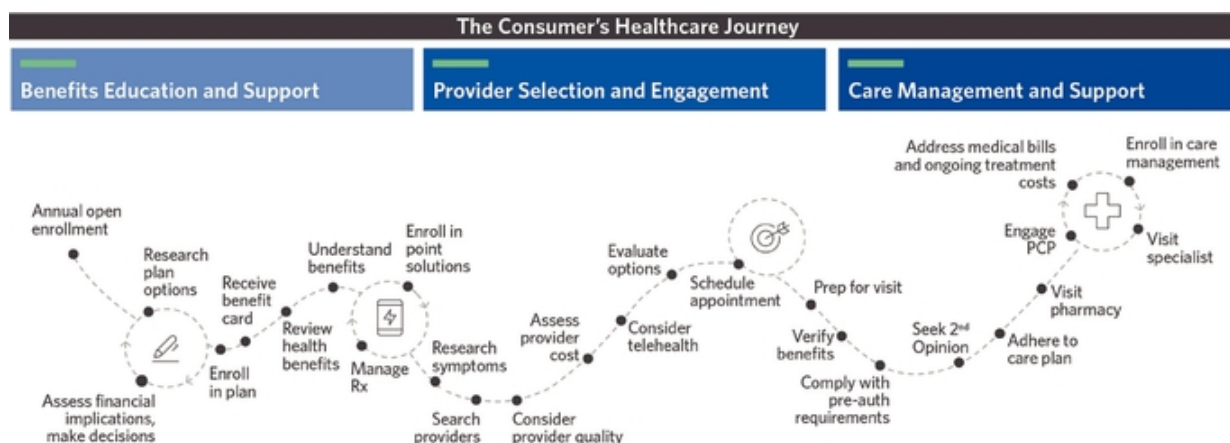 The Consumer's Healthcare Journey
Benefits Education and Support
Provider Selection and Engagement
Care Management and Support
Annual open
enrollment
Research
plan
options
Assess financial
implications,
make decisions
Enroll
in plan
Receive
benefit
card
Review
health
benefits
Understand
benefits
Manage
Rx
Enroll in
point
solutions
Research
symptoms
Search
providers
Consider
provider quality
Assess
provider
cost
Consider
telehealth
Evaluate
options
Schedule
appointment
Prep for visit
Verify
benefits
Comply with
pre-auth
requirements
Seek 2nd
Opinion
Adhere to
care plan
Visit
pharmacy
Engage
PCP
Address medical bills
and ongoing treatment
costs
Enroll in care
management
Visit
specialist